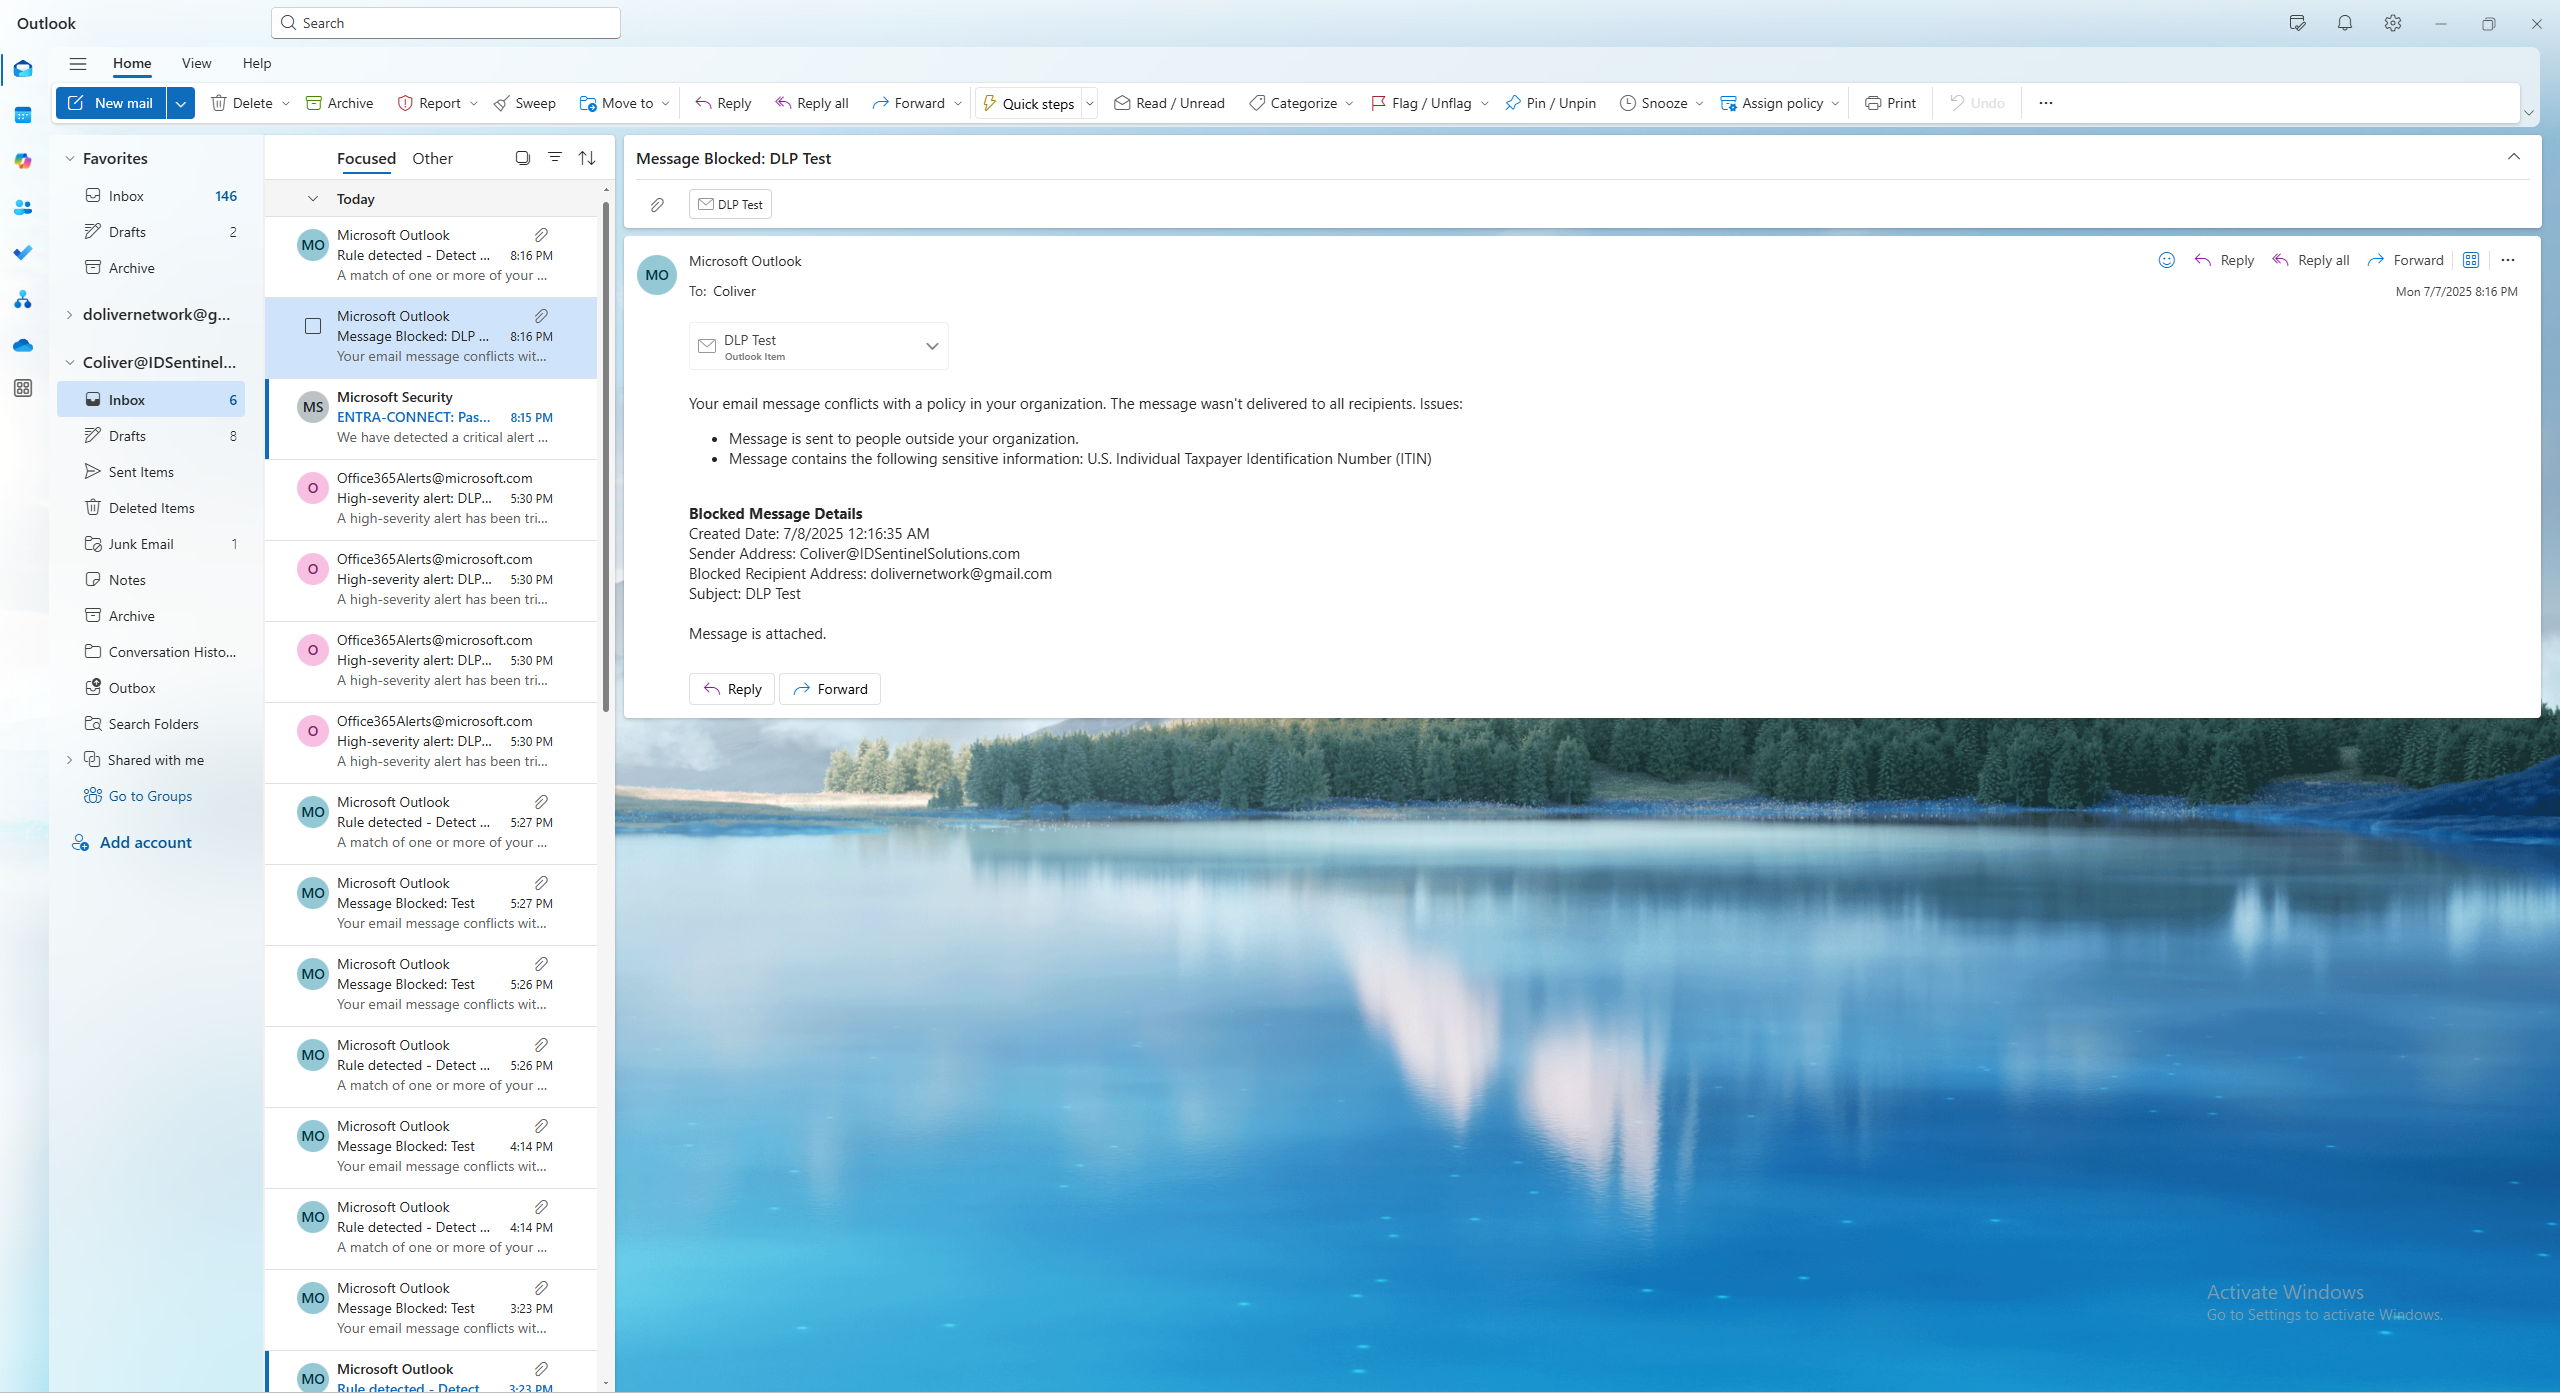 Outlook
Search
Home
View
Help
New mail
Delete
Archive
Report
Sweep
Move to
Reply
Reply all
Forward
Quick steps
Read / Unread
Categorize
Flag / Unflag
Pin / Unpin
Snooze
Assign policy
Print
Undo
Favorites
Inbox 146
Drafts 2
Archive
dolivernetwork@g...
Coliver@IDSentinel...
Inbox 6
Drafts 8
Sent Items
Deleted Items
Junk Email 1
Notes
Archive
Conversation Histo...
Outbox
Search Folders
Shared with me
Go to Groups
Add account
Focused Other
Today
MO
Microsoft Outlook
Rule detected - Detect ... 8:16 PM
A match of one or more of your ...
Microsoft Outlook
Message Blocked: DLP ... 8:16 PM
Your email message conflicts wit...
MS
Microsoft Security
ENTRA-CONNECT: Pas... 8:15 PM
We have detected a critical alert ...
O
Office365Alerts@microsoft.com
High-severity alert: DLP... 5:30 PM
A high-severity alert has been tri...
O
Office365Alerts@microsoft.com
High-severity alert: DLP... 5:30 PM
A high-severity alert has been tri...
O
Office365Alerts@microsoft.com
High-severity alert: DLP... 5:30 PM
A high-severity alert has been tri...
O
Office365Alerts@microsoft.com
High-severity alert: DLP... 5:30 PM
A high-severity alert has been tri...
MO
Microsoft Outlook
Rule detected - Detect ... 5:27 PM
A match of one or more of your ...
MO
Microsoft Outlook
Message Blocked: Test 5:27 PM
Your email message conflicts wit...
MO
Microsoft Outlook
Message Blocked: Test 5:26 PM
Your email message conflicts wit...
MO
Microsoft Outlook
Rule detected - Detect ... 5:26 PM
A match of one or more of your ...
MO
Microsoft Outlook
Message Blocked: Test 4:14 PM
Your email message conflicts wit...
MO
Microsoft Outlook
Rule detected - Detect ... 4:14 PM
A match of one or more of your ...
MO
Microsoft Outlook
Message Blocked: Test 3:23 PM
Your email message conflicts wit...
MO
Microsoft Outlook
Rule detected - Detect 3:23 PM
Message Blocked: DLP Test
DLP Test
MO
Microsoft Outlook
To: Coliver
Reply
Reply all
Forward
Mon 7/7/2025 8:16 PM
DLP Test
Outlook Item
Your email message conflicts with a policy in your organization. The message wasn't delivered to all recipients. Issues:
• Message is sent to people outside your organization.
• Message contains the following sensitive information: U.S. Individual Taxpayer Identification Number (ITIN)
Blocked Message Details
Created Date: 7/8/2025 12:16:35 AM
Sender Address: Coliver@IDSentinelSolutions.com
Blocked Recipient Address: dolivernetwork@gmail.com
Subject: DLP Test
Message is attached.
Reply
Forward
Activate Windows
Go to Settings to activate Windows.